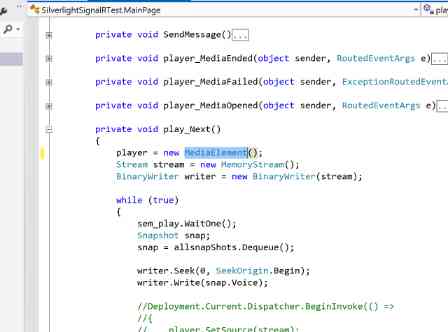 SilverlightSignalRTest.MainPage
private void SendMessage()...
private void player_MediaEnded(object sender, RoutedEventArgs e)...
private void player_MediaFailed(object sender, ExceptionRoutedEventA
private void player_MediaOpened(object sender, RoutedEventArgs e)...
private void play_Next()
{
player = new MediaElement();
Stream stream = new MemoryStream();
BinaryWriter writer = new BinaryWriter(stream);
while (true)
{
sem_play.WaitOne();
Snapshot snap;
snap = allsnapShots.Dequeue();
writer.Seek(0, SeekOrigin.Begin);
writer.Write(snap.Voice);
//Deployment.Current.Dispatcher.BeginInvoke(() =>
//{
// player.SetSource(stream);